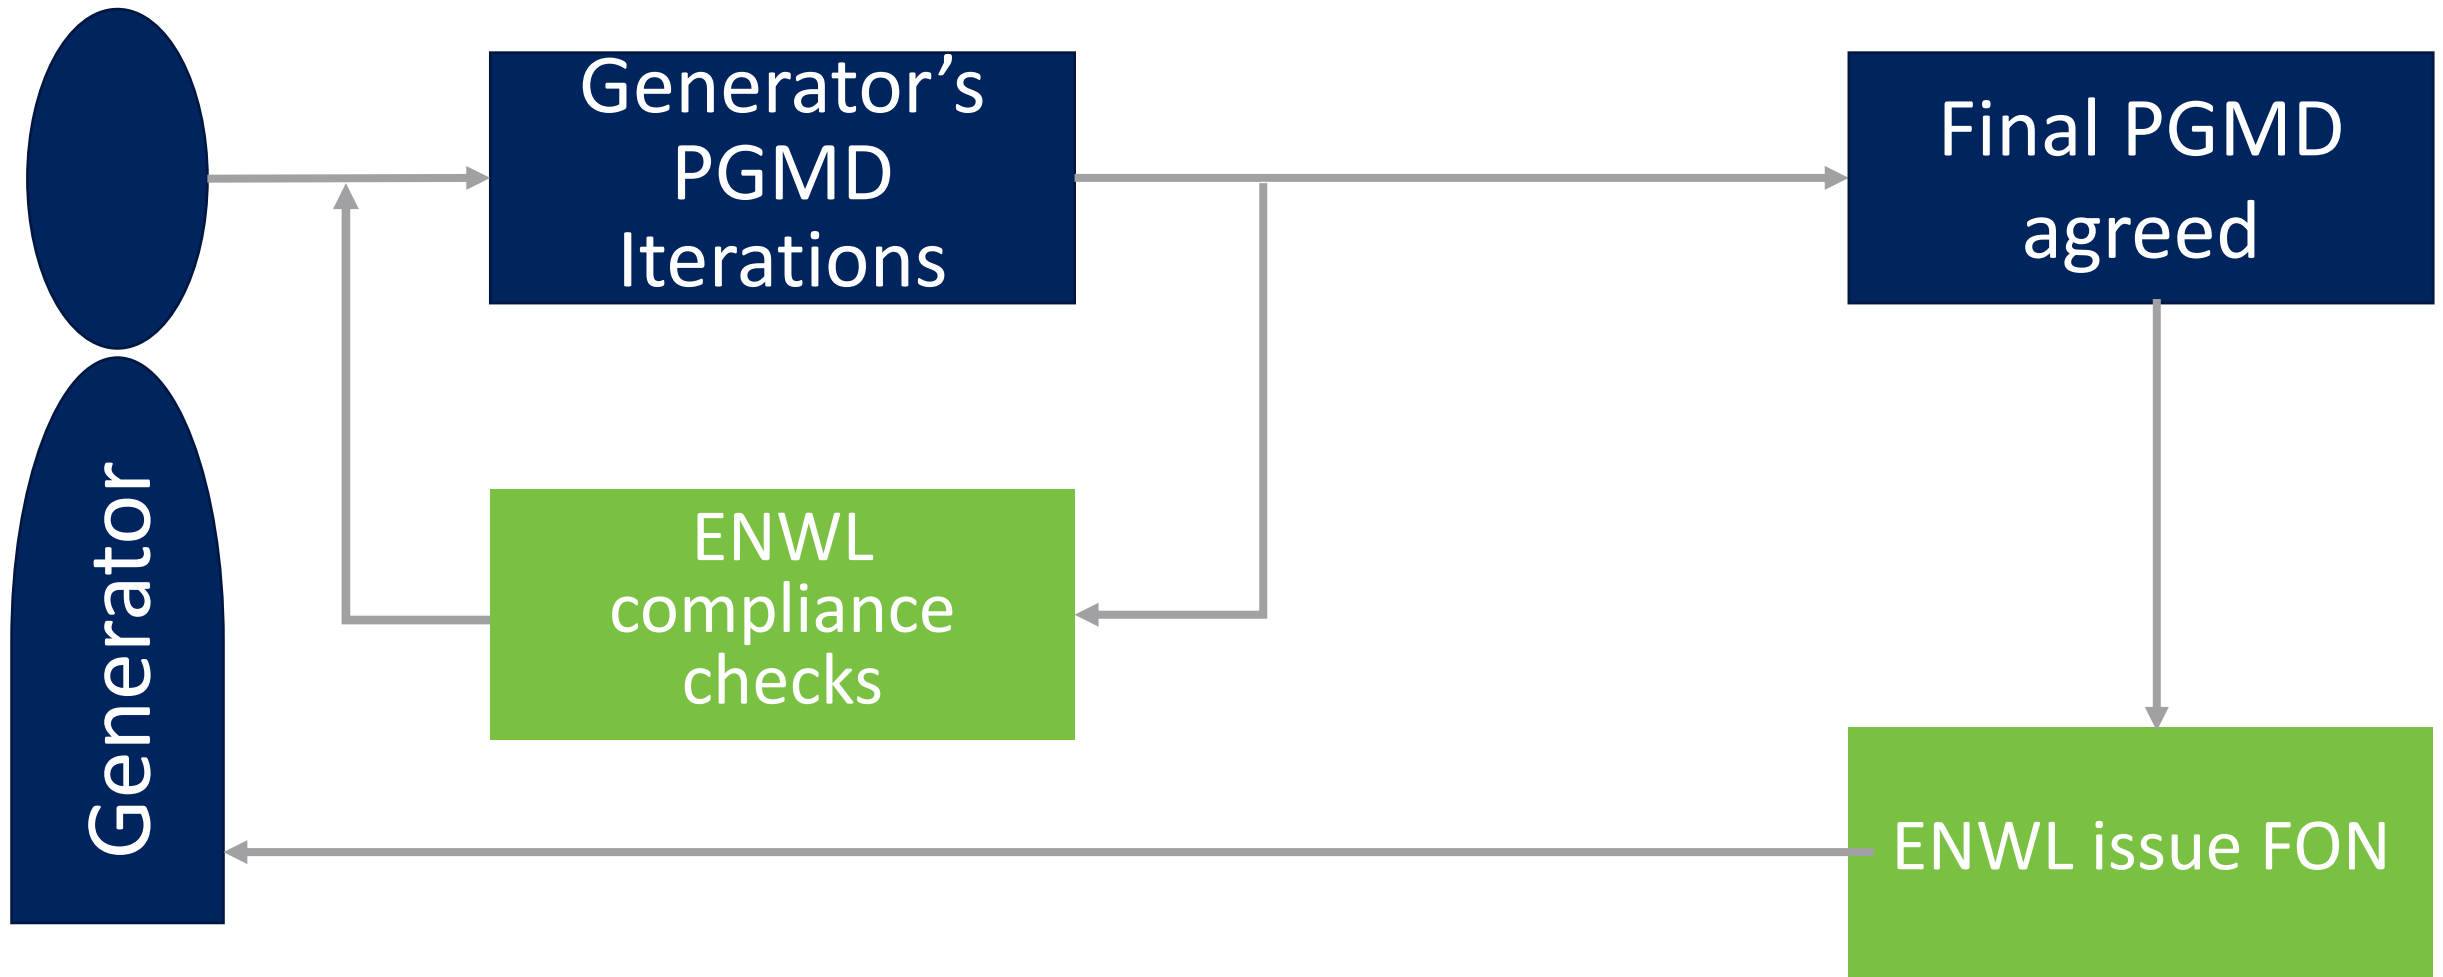 Generator's
PGMD
Iterations
Final PGMD
agreed
ENWL
compliance
checks
Generator
ENWL issue FON